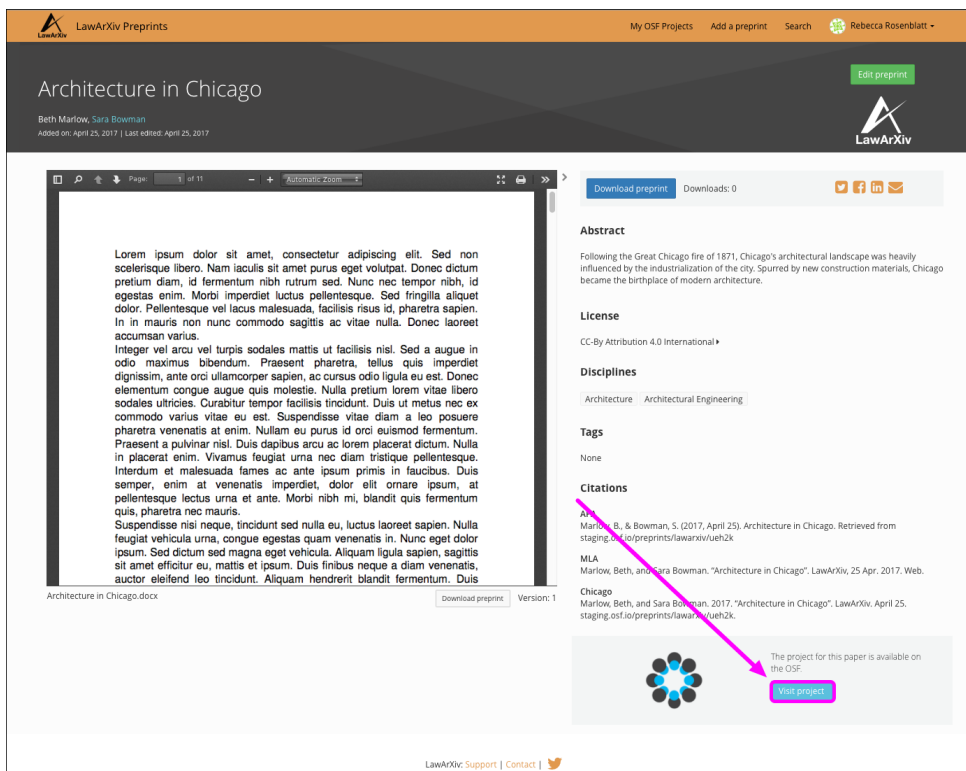 LawArXiv
LawArXiv Preprints
My OSF Projects
Add a preprint
Search
Rebecca Rosenblatt
Architecture in Chicago
Edit preprint
Beth Marlow, Sara Bowman
Added on: April 25, 2017 | Last edited: April 25, 2017
LawArXiv
Page: 1 of 11
Automatic Zoom
Lorem ipsum dolor sit amet, consectetur adipiscing elit. Sed non
scelerisque libero. Nam iaculis sit amet purus eget volutpat. Donec dictum
pretium diam, id fermentum nibh rutrum sed. Nunc nec tempor nibh, id
egestas enim. Morbi imperdiet luctus pellentesque. Sed fringilla aliquet
dolor. Pellentesque vel lacus malesuada, facilisis risus id, pharetra sapien.
In in mauris non nunc commodo sagittis ac vitae nulla. Donec laoreet
accumsan varius.
Integer vel arcu vel turpis sodales mattis ut facilisis nisl. Sed a augue in
odio maximus bibendum. Praesent pharetra, tellus quis imperdiet
dignissim, ante orci ullamcorper sapien, ac cursus odio ligula eu est. Donec
elementum congue augue quis molestie. Nulla pretium lorem vitae libero
sodales ultricies. Curabitur tempor facilisis tincidunt. Duis ut metus nec ex
commodo varius vitae eu est. Suspendisse vitae diam a leo posuere
pharetra venenatis at enim. Nullam eu purus id orci euismod fermentum.
Praesent a pulvinar nisl. Duis dapibus arcu ac lorem placerat dictum. Nulla
in placerat enim. Vivamus feugiat urna nec diam tristique pellentesque.
Interdum et malesuada fames ac ante ipsum primis in faucibus. Duis
semper, enim at venenatis imperdiet, dolor elit ornare ipsum, at
pellentesque lectus urna et ante. Morbi nibh mi, blandit quis fermentum
quis, pharetra nec mauris.
Suspendisse nisi neque, tincidunt sed nulla eu, luctus laoreet sapien. Nulla
feugiat vehicula urna, congue egestas quam venenatis in. Nunc eget dolor
ipsum. Sed dictum sed magna eget vehicula. Aliquam ligula sapien, sagittis
sit amet efficitur eu, mattis et ipsum. Duis finibus neque a diam venenatis,
auctor eleifend leo tincidunt. Aliquam hendrerit blandit fermentum. Duis
Architecture in Chicago.docx
Download preprint
Version: 1
Download preprint
Downloads: 0
Abstract
Following the Great Chicago fire of 1871, Chicago's architectural landscape was heavily
influenced by the industrialization of the city. Spurred by new construction materials, Chicago
became the birthplace of modern architecture.
License
CC-By Attribution 4.0 International
Disciplines
Architecture
Architectural Engineering
Tags
None
Citations
APA
Marlow, B., & Bowman, S. (2017, April 25). Architecture in Chicago. Retrieved from
staging.osf.io/preprints/lawarxiv/ueh2k
MLA
Marlow, Beth, and Sara Bowman. “Architecture in Chicago”. LawArXiv, 25 Apr. 2017. Web.
Chicago
Marlow, Beth, and Sara Bowman. 2017. “Architecture in Chicago”. LawArXiv. April 25.
staging.osf.io/preprints/lawarxiv/ueh2k.
The project for this paper is available on
the OSF.
Visit project
LawArXiv: Support | Contact |